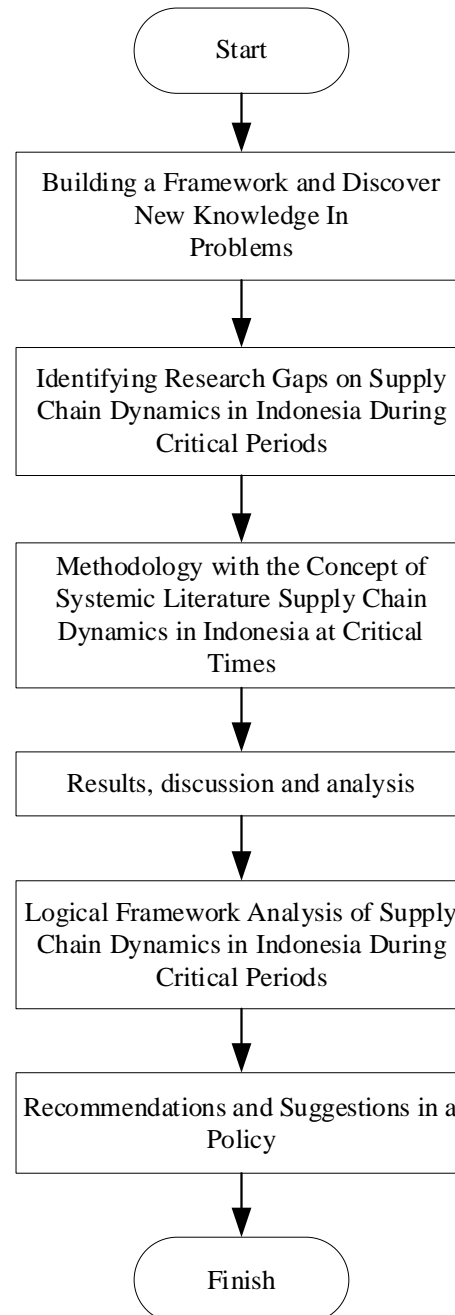 Start
Building a Framework and Discover
New Knowledge In
Problems
Identifying Research Gaps on Supply
Chain Dynamics in Indonesia During
Critical Periods
Methodology with the Concept of
Systemic Literature Supply Chain
Dynamics in Indonesia at Critical
Times
Results, discussion and analysis
Logical Framework Analysis of Supply
Chain Dynamics in Indonesia During
Critical Periods
Recommendations and Suggestions in a
Policy
Finish